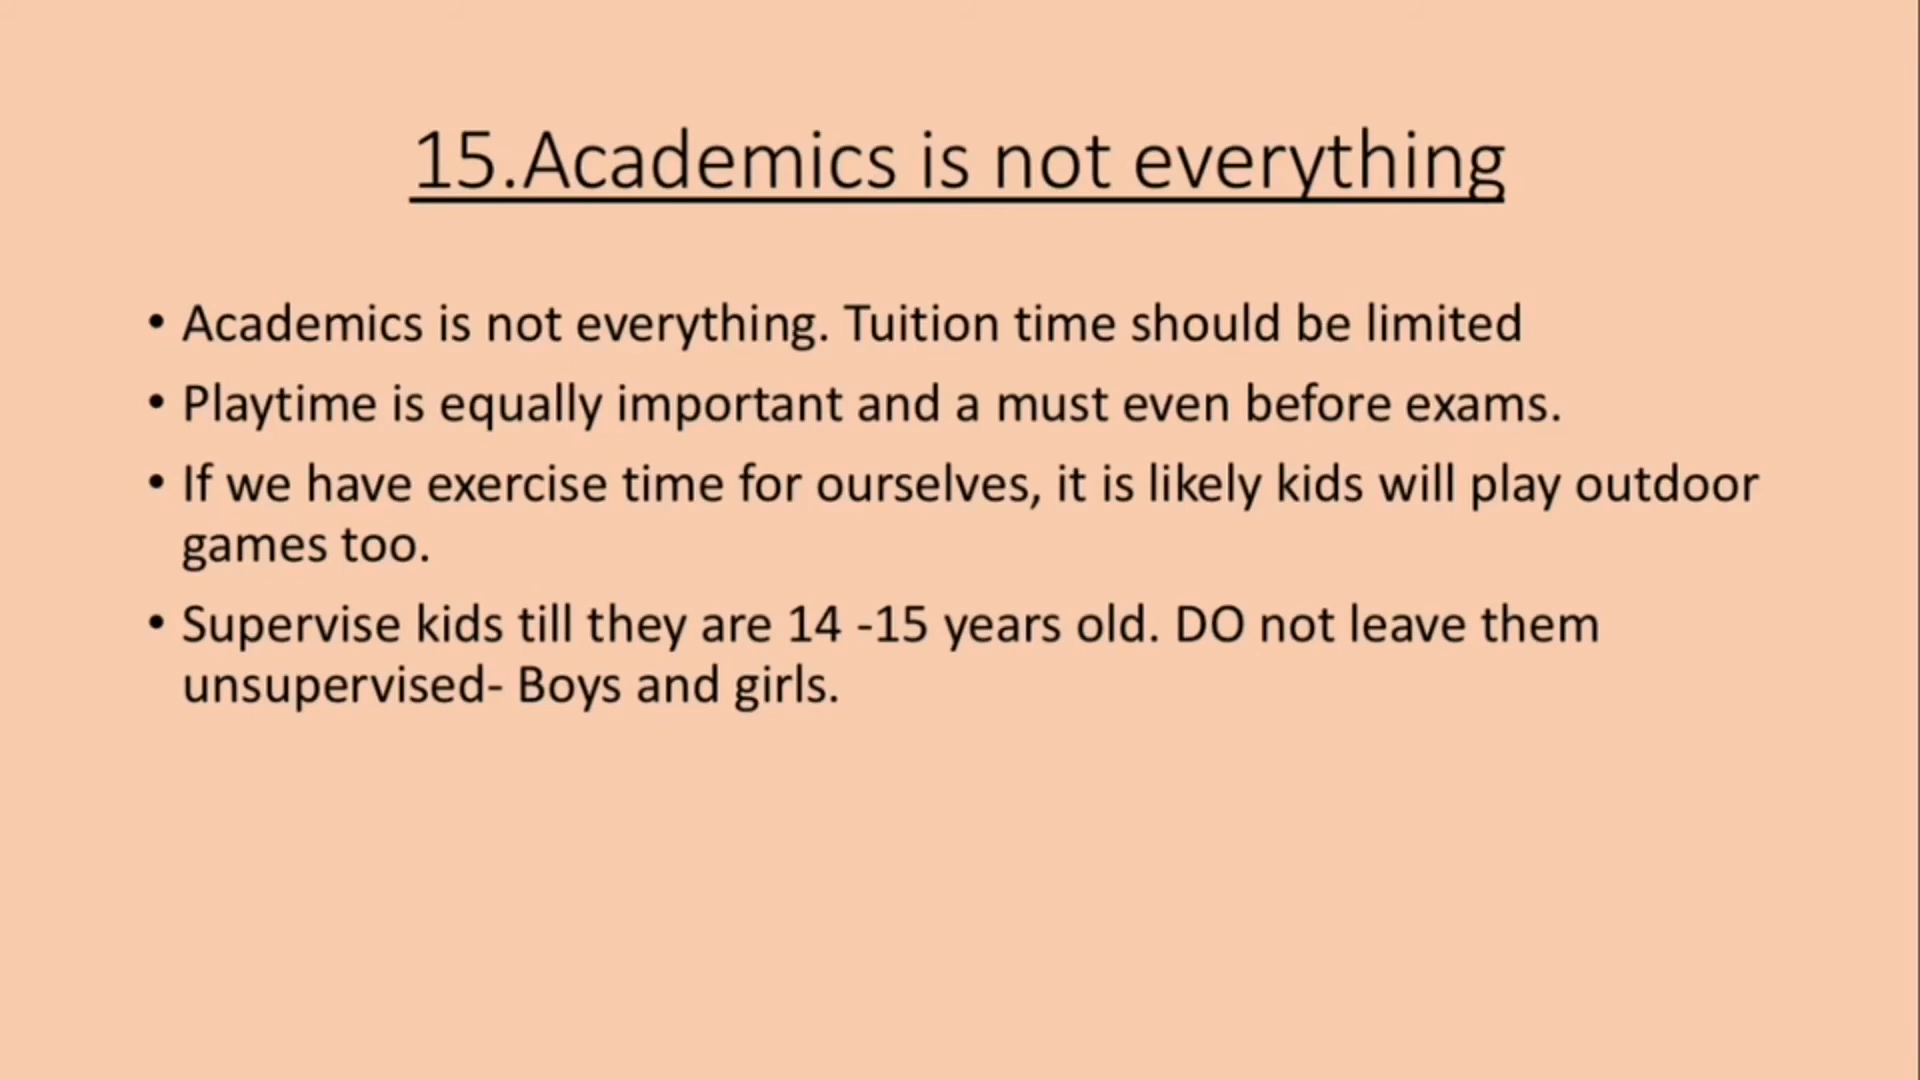 15.Academics is not everything
• Academics is not everything. Tuition time should be limited
• Playtime is equally important and a must even before exams.
• If we have exercise time for ourselves, it is likely kids will play outdoor
games too.
• Supervise kids till they are 14 -15 years old. DO not leave them
unsupervised- Boys and girls.